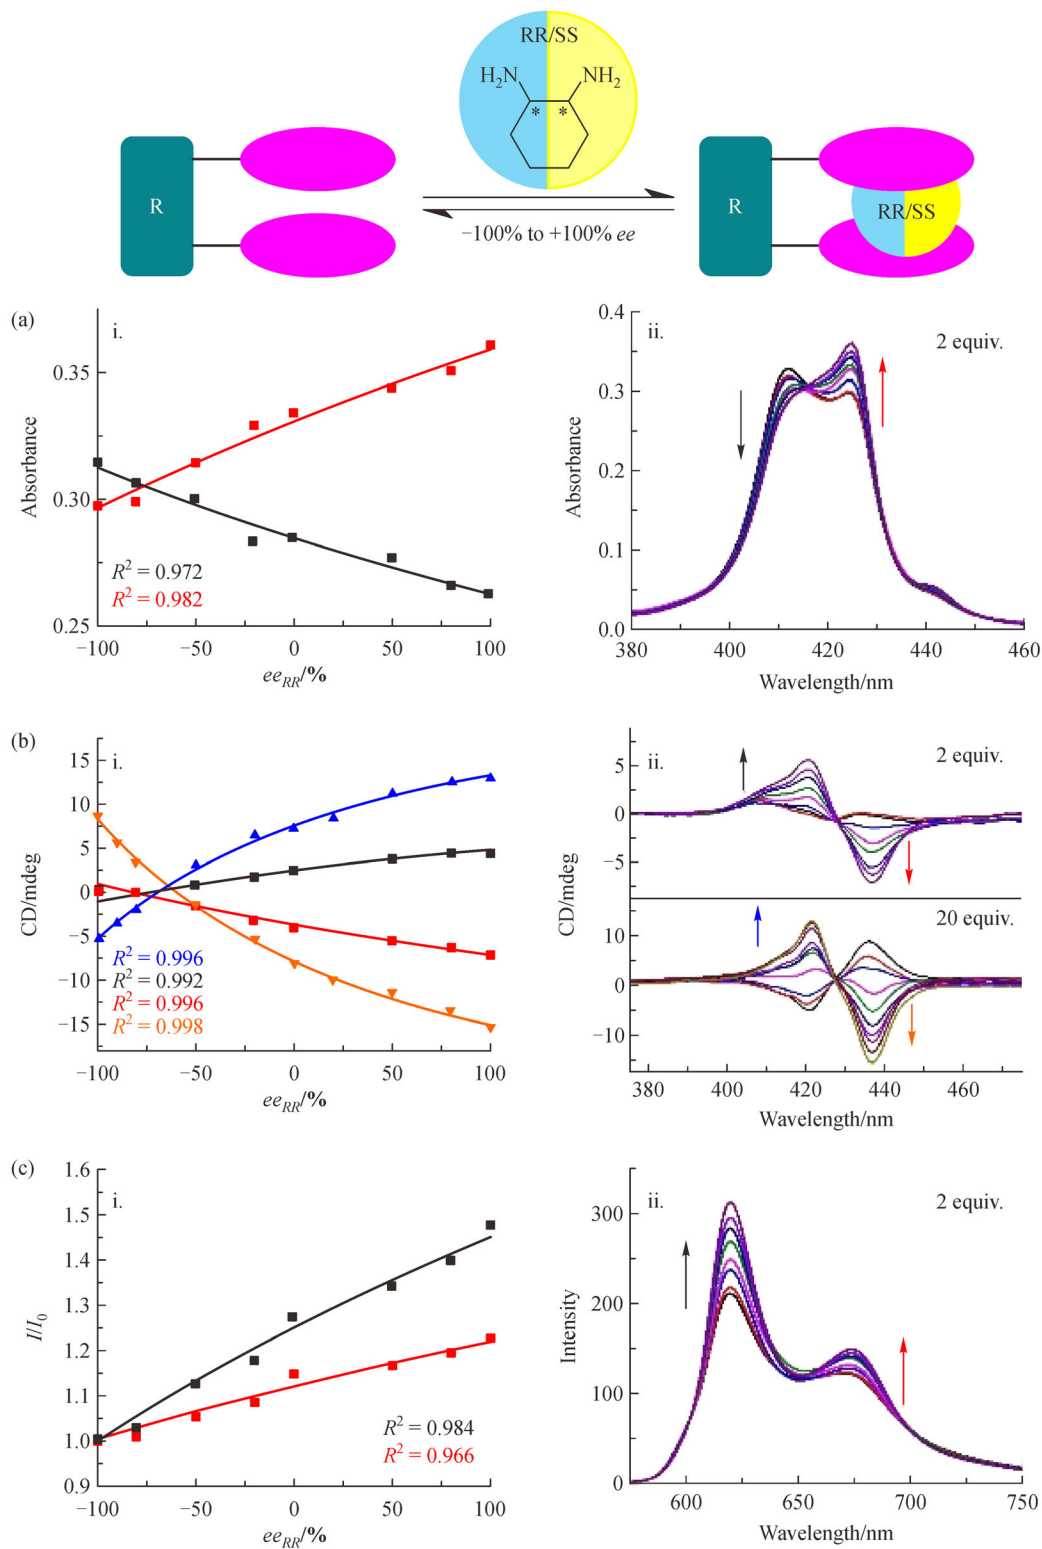 RR/SS
H₂N NH₂
* *
R
R
RR/SS
−100% to +100% ee
(a)
i.
0.35
0.30
0.25
Absorbance
R² = 0.972
R² = 0.982
−100 −50 0 50 100
ee_RR/%
ii.
2 equiv.
0.4
0.3
0.2
0.1
0.0
Absorbance
380 400 420 440 460
Wavelength/nm
(b)
i.
15
10
5
0
−5
−10
−15
CD/mdeg
R² = 0.996
R² = 0.992
R² = 0.996
R² = 0.998
−100 −50 0 50 100
ee_RR/%
ii.
2 equiv.
5
0
−5
20 equiv.
10
0
−10
CD/mdeg
380 400 420 440 460
Wavelength/nm
(c)
i.
1.6
1.5
1.4
1.3
1.2
1.1
1.0
0.9
I/I₀
R² = 0.984
R² = 0.966
−100 −50 0 50 100
ee_RR/%
ii.
2 equiv.
300
200
100
0
Intensity
600 650 700 750
Wavelength/nm